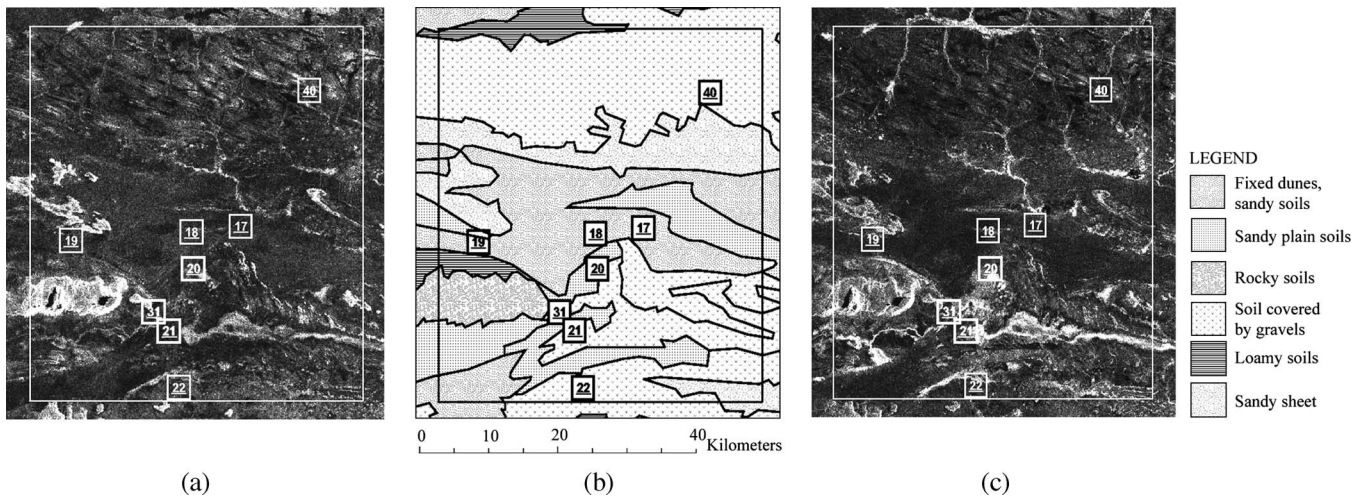 40
19
18
17
20
31
21
22
40
19
18
17
20
31
21
22
0 10 20 40 Kilometers
40
19
18
17
20
31
21
22
LEGEND
Fixed dunes,
sandy soils
Sandy plain soils
Rocky soils
Soil covered
by gravels
Loamy soils
Sandy sheet
(a) (b) (c)